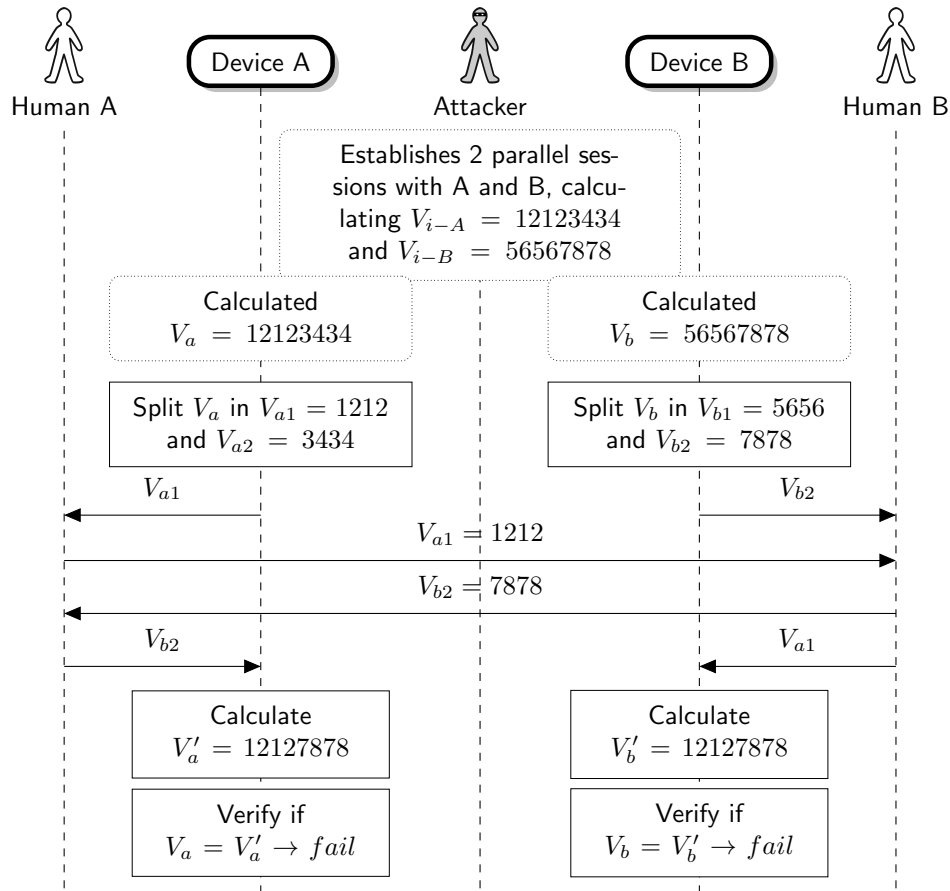 Device A
Device B
Human A
Attacker
Human B
Establishes 2 parallel ses-
sions with A and B, calcu-
lating V_{i−A} = 12123434
and V_{i−B} = 56567878
Calculated
V_a = 12123434
Calculated
V_b = 56567878
Split V_a in V_{a1} = 1212
and V_{a2} = 3434
Split V_b in V_{b1} = 5656
and V_{b2} = 7878
V_{a1}
V_{b2}
V_{a1} = 1212
V_{b2} = 7878
V_{b2}
V_{a1}
Calculate
V'_a = 12127878
Calculate
V'_b = 12127878
Verify if
V_a = V'_a → fail
Verify if
V_b = V'_b → fail